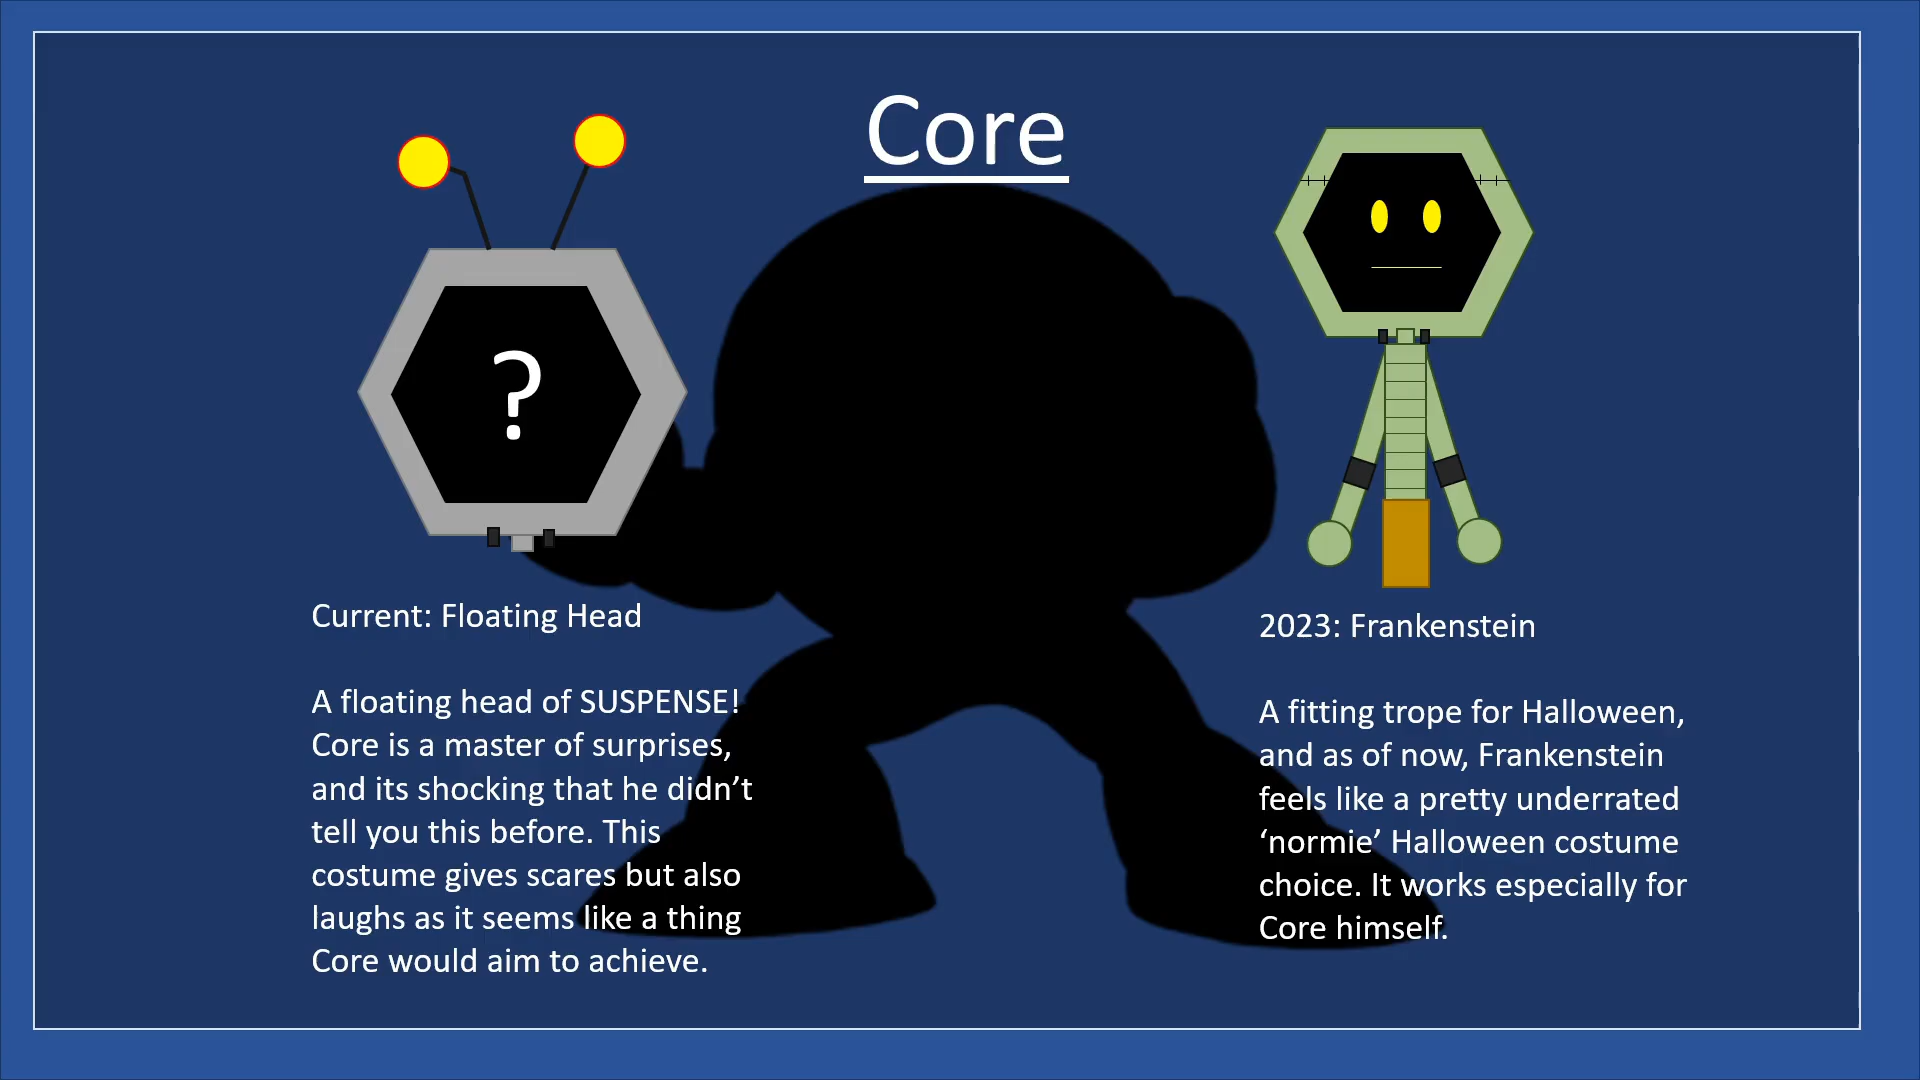 Core
?
Current: Floating Head
A floating head of SUSPENSE!
Core is a master of surprises,
and its shocking that he didn’t
tell you this before. This
costume gives scares but also
laughs as it seems like a thing
Core would aim to achieve.
2023: Frankenstein
A fitting trope for Halloween,
and as of now, Frankenstein
feels like a pretty underrated
‘normie’ Halloween costume
choice. It works especially for
Core himself.